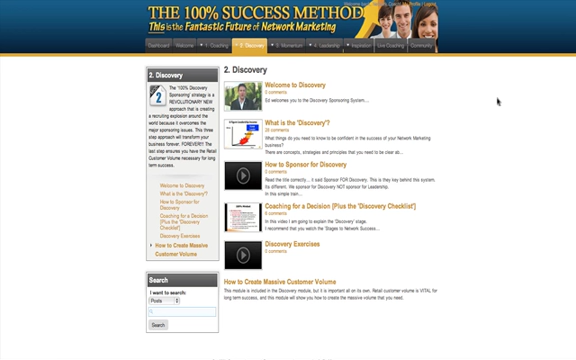 THE 100% SUCCESS METHOD
This is the Fantastic Future of Network Marketing
Dashboard
Welcome
1. Coaching
2. Discovery
3. Momentum
4. Leadership
Inspiration
Live Coaching
Community
2. Discovery
The '100% Discovery
Sponsoring' strategy is a
REVOLUTIONARY NEW
approach that is creating
a recruiting explosion
around the world
because it overcomes the
major sponsoring issues. This three
step approach will transform your
business forever. FOREVER!!! The
last step ensures you have the Retail
Customer Volume necessary for long
term success.
Welcome to Discovery
What is the 'Discovery'?
How to Sponsor for
Discovery
Coaching for a Decision
[Plus the 'Discovery
Checklist']
Discovery Exercises
How to Create Massive
Customer Volume
Search
I want to search:
Posts
Search
2. Discovery
Welcome to Discovery
Ed welcomes you to the Discovery Sponsoring System...
What is the 'Discovery'?
What things do you need to know to be confident in the success of your Network Marketing
business?
There are concepts, strategies and principles that you need to be clear
How to Sponsor for Discovery
Read the title correctly... it said Sponsor FOR Discovery. This is they key behind this system,
its different. We sponsor for Discovery NOT sponsor for Leadership.
In this simple train...
Coaching for a Decision [Plus the 'Discovery Checklist']
In this video I am going to explain the 'Discovery' stage.
I recommend that you watch the 'Stages to Network Success...
Discovery Exercises
2 comments
How to Create Massive Customer Volume
This module is included in the Discovery module, but it is important all on its own. Retail customer volume is VITAL for
long term success, and this module will show you how to create the massive volume that you need.